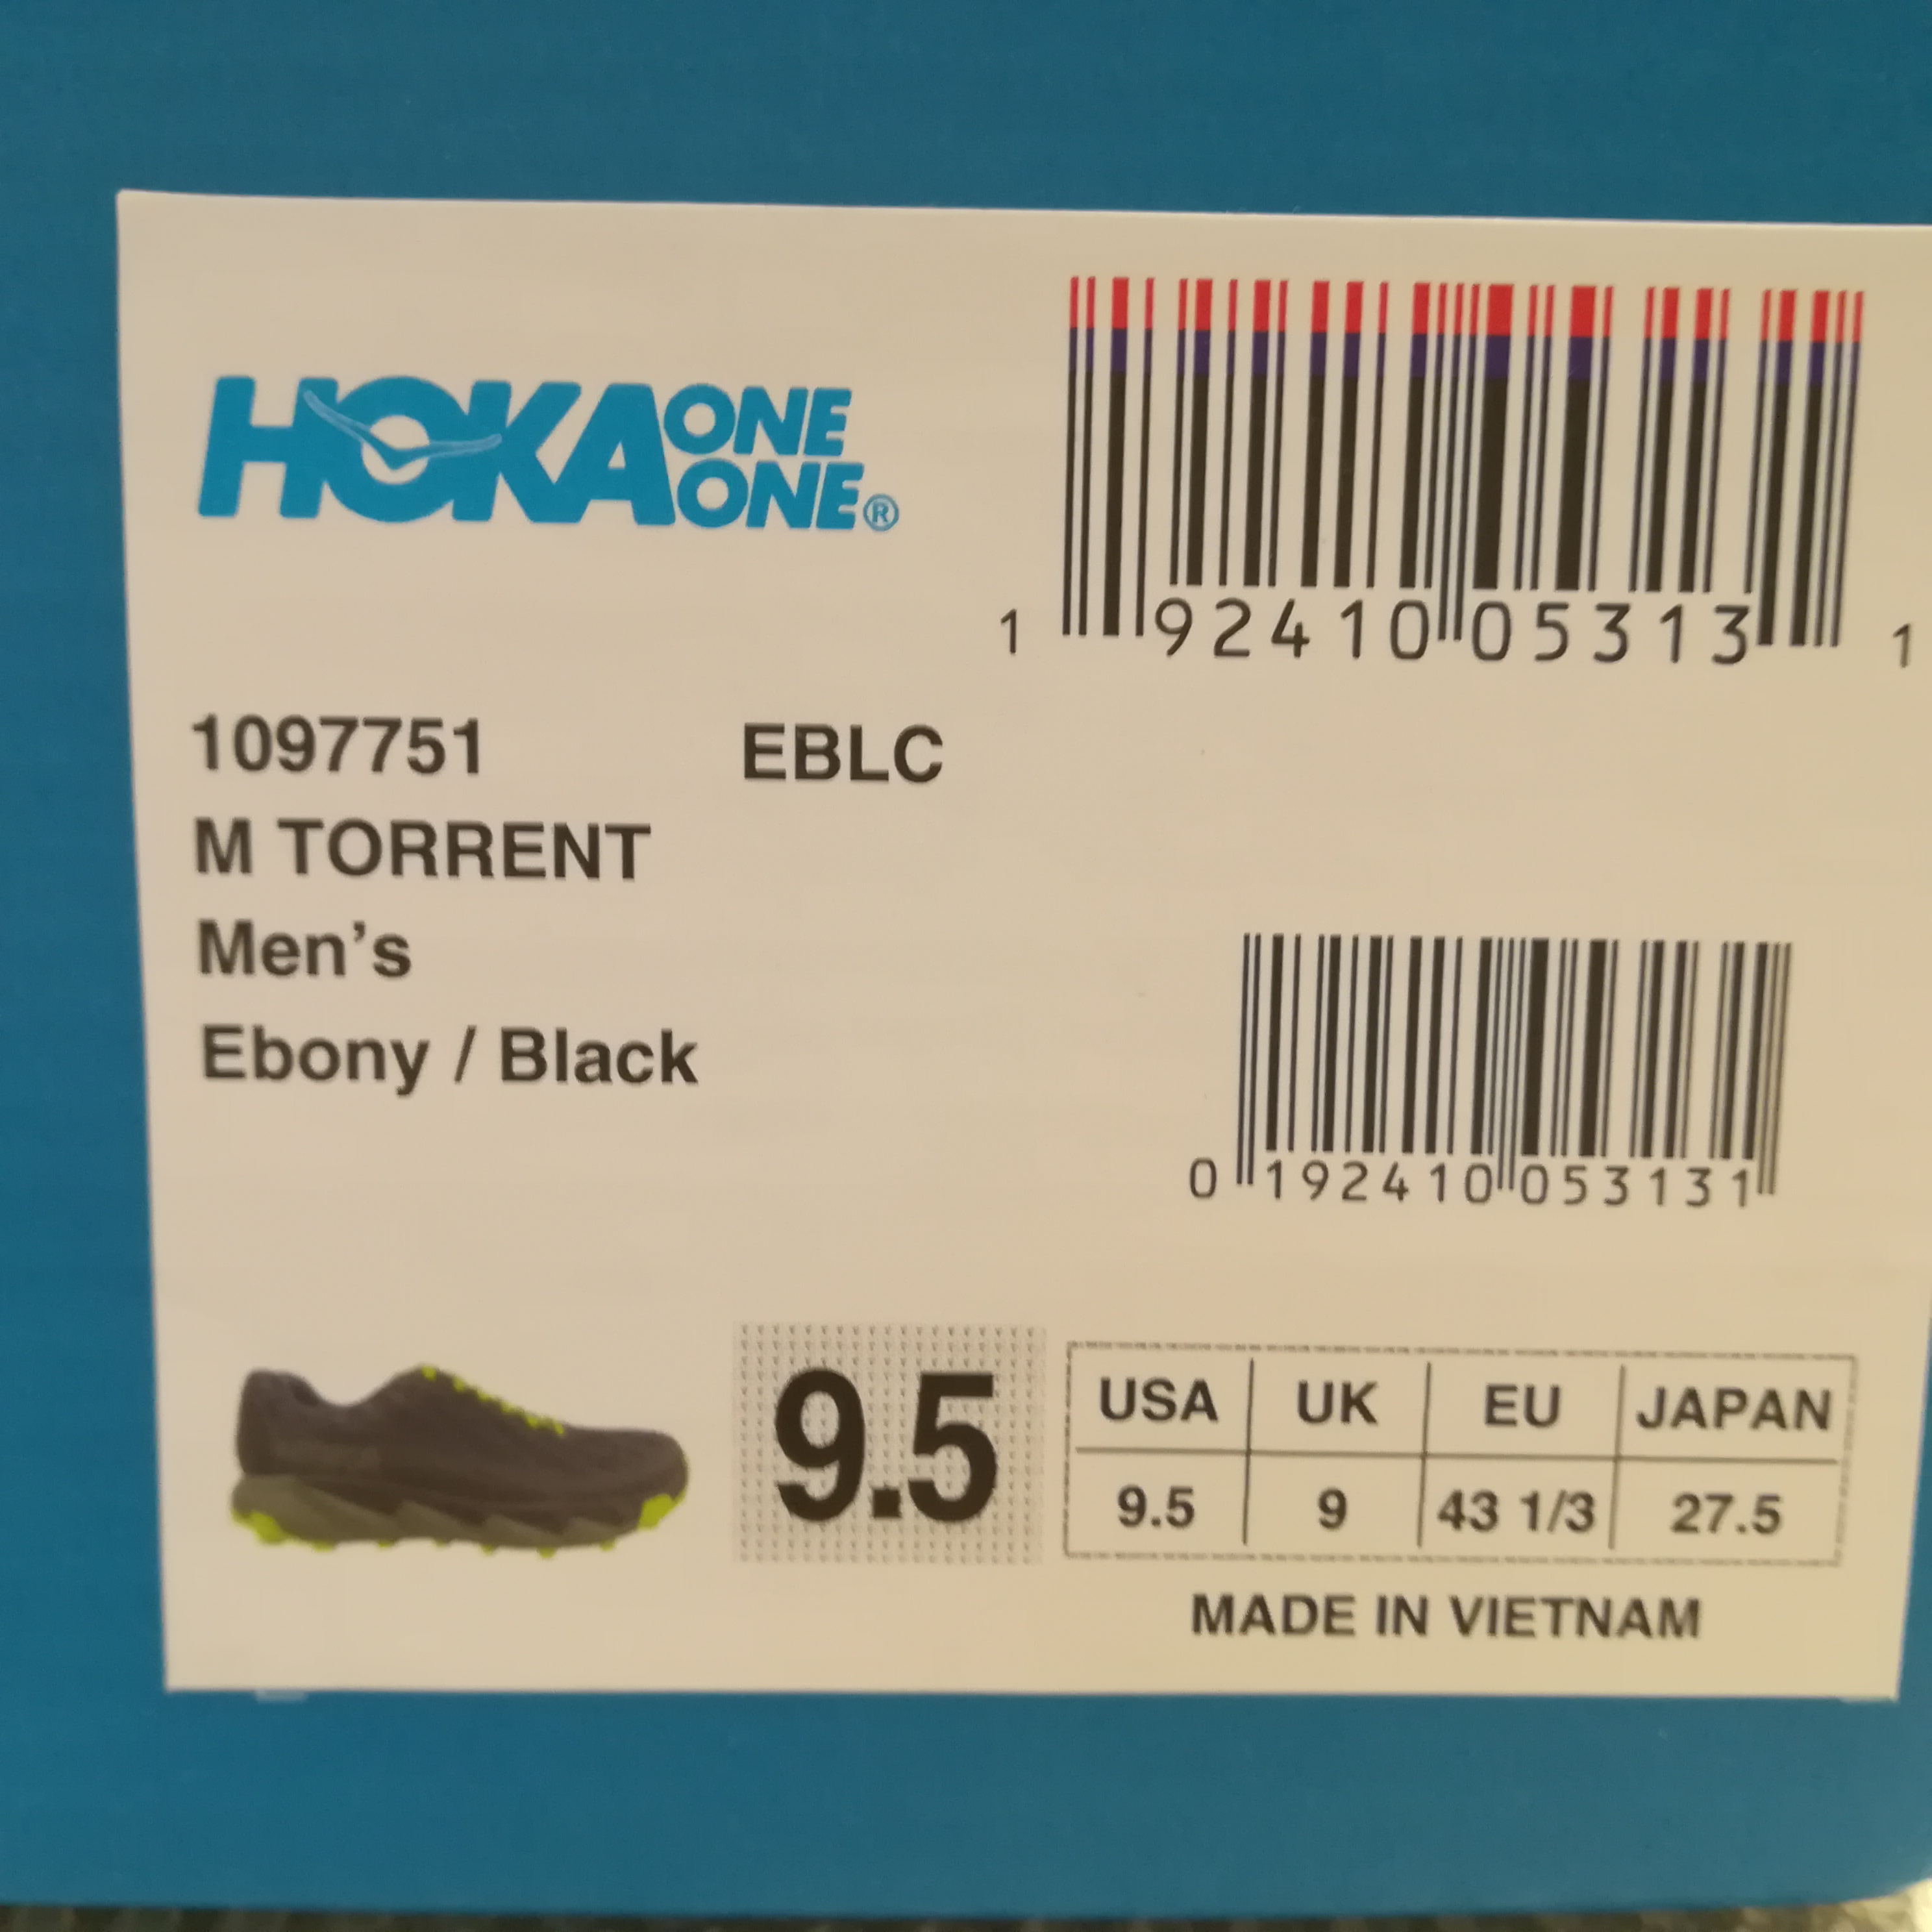 HOKA ONE ONE®
1 92410 05313 1
1097751 EBLC
M TORRENT
Men's
Ebony / Black
0 192410 053131
9.5
USA UK EU JAPAN
9.5 9 43 1/3 27.5
MADE IN VIETNAM